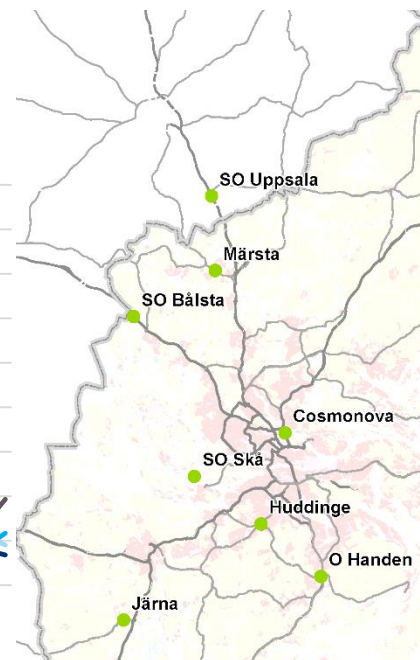 SO Uppsala
Märsta
SO Bålsta
Cosmonova
SO Skå
Huddinge
O Handen
Järna